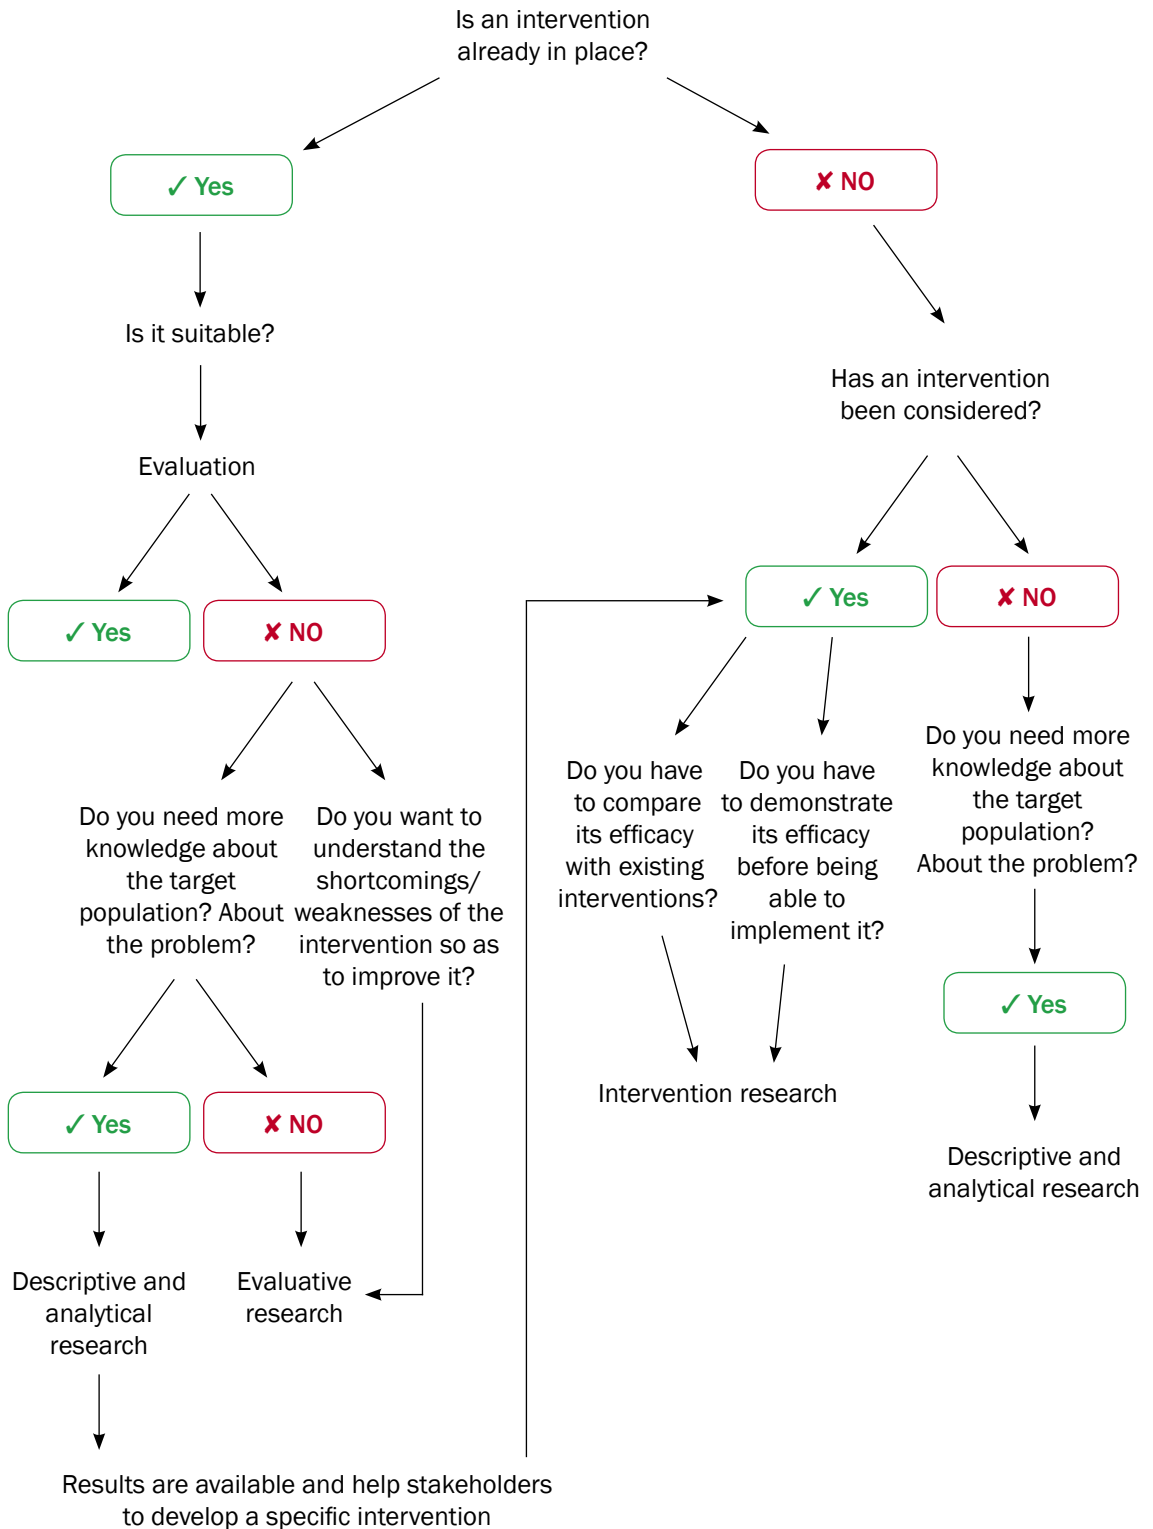 Is an intervention
already in place?
✓ Yes
✘ NO
Is it suitable?
Has an intervention
been considered?
Evaluation
✓ Yes
✘ NO
✓ Yes
✘ NO
Do you need more
knowledge about
the target
population? About
the problem?
Do you want to
understand the
shortcomings/
weaknesses of the
intervention so as
to improve it?
Do you have
to compare
its efficacy
with existing
interventions?
Do you have
to demonstrate
its efficacy
before being
able to
implement it?
Do you need more
knowledge about
the target
population?
About the problem?
✓ Yes
✘ NO
Intervention research
✓ Yes
Descriptive and
analytical
research
Evaluative
research
Descriptive and
analytical research
Results are available and help stakeholders
to develop a specific intervention